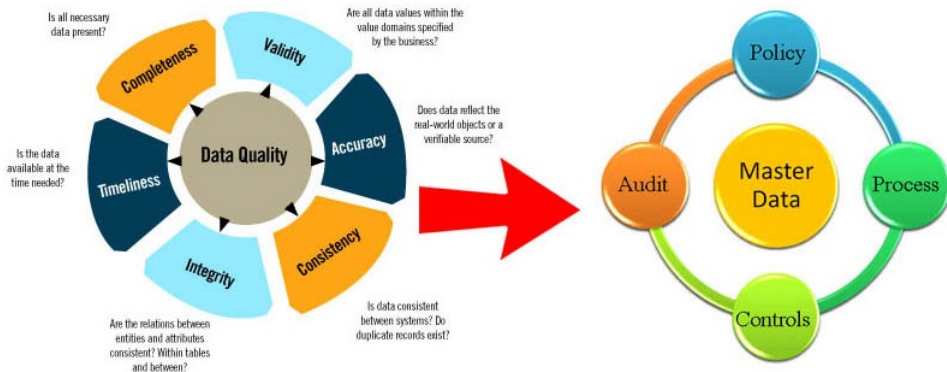 Is all necessary
data present?
Completeness
Validity
Are all data values within the
value domains specified
by the business?
Accuracy
Does data reflect the
real-world objects or a
verifiable source?
Consistency
Is data consistent
between systems? Do
duplicate records exist?
Integrity
Are the relations between
entities and attributes
consistent? Within tables
and between?
Timeliness
Is the data
available at the
time needed?
Data Quality
Policy
Process
Controls
Audit
Master
Data